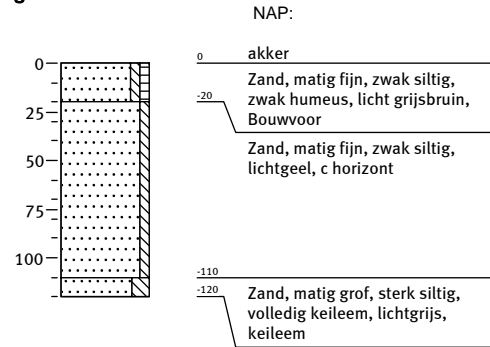 NAP:
0
akker
Zand, matig fijn, zwak siltig,
zwak humeus, licht grijsbruin,
Bouwvoor
-20
Zand, matig fijn, zwak siltig,
lichtgeel, c horizont
-110
Zand, matig grof, sterk siltig,
volledig keileem, lichtgrijs,
keileem
-120
0
25
50
75
100